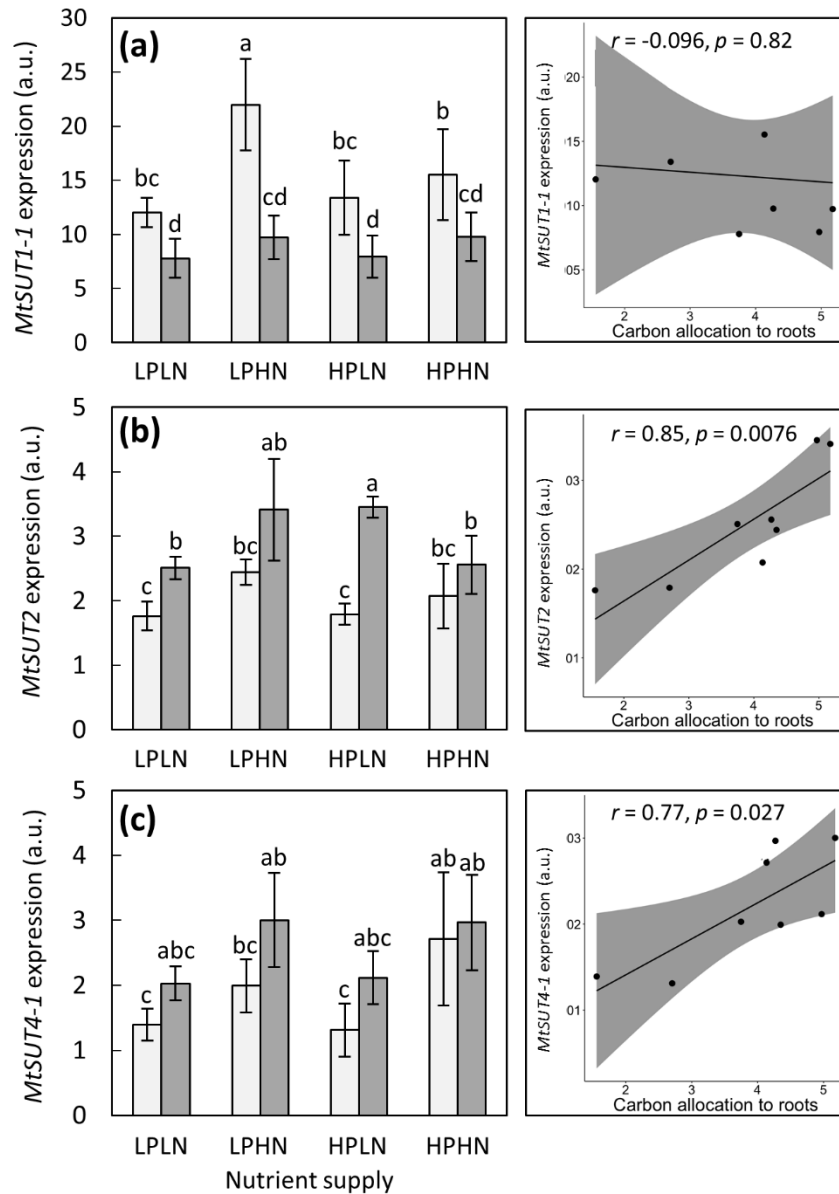 (a)
MtSUT1-1 expression (a.u.)
30
25
20
15
10
5
0
bc
d
a
cd
bc
d
b
cd
LPLN LPHN HPLN HPHN
r = -0.096, p = 0.82
MtSUT1-1 expression (a.u.)
20
15
10
05
2 3 4 5
Carbon allocation to roots
(b)
MtSUT2 expression (a.u.)
5
4
3
2
1
0
c
b
bc
ab
c
a
bc
b
LPLN LPHN HPLN HPHN
r = 0.85, p = 0.0076
MtSUT2 expression (a.u.)
03
02
01
2 3 4 5
Carbon allocation to roots
(c)
MtSUT4-1 expression (a.u.)
5
4
3
2
1
0
c
abc
bc
ab
c
abc
ab
ab
LPLN LPHN HPLN HPHN
Nutrient supply
r = 0.77, p = 0.027
MtSUT4-1 expression (a.u.)
03
02
01
2 3 4 5
Carbon allocation to roots